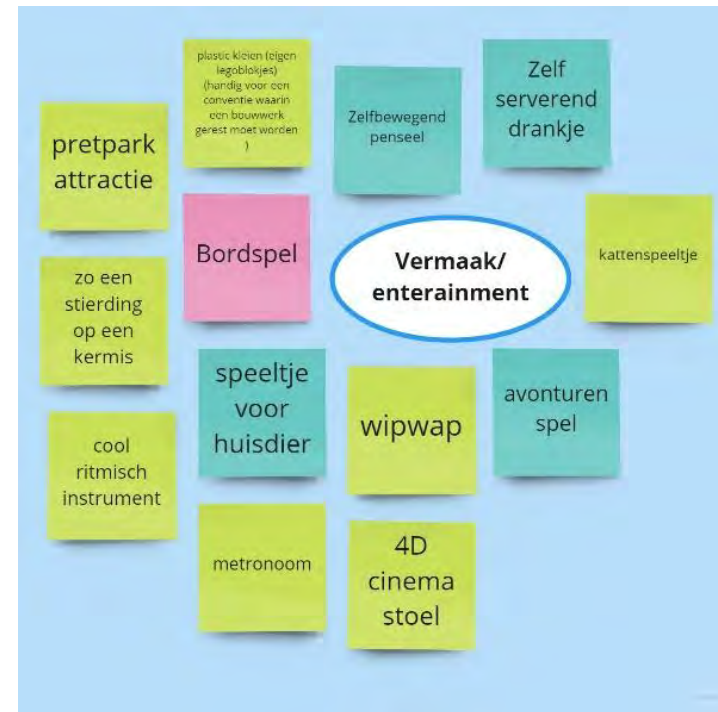 plastic kleien (eigen
legoblokjes)
(handig voor een
conventie waarin
een bouwwerk
gerest moet worden
)
Zelfbewegend
penseel
Zelf
serverend
drankje
pretpark
attractie
Bordspel
Vermaak/
enterainment
kattenspeeltje
zo een
stierding
op een
kermis
speeltje
voor
huisdier
wipwap
avonturen
spel
cool
ritmisch
instrument
metronoom
4D
cinema
stoel